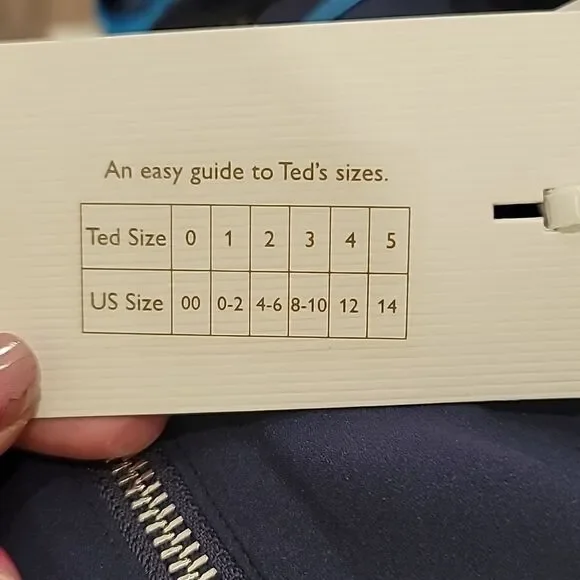 An easy guide to Ted's sizes.
Ted Size 0 1 2 3 4 5
US Size 00 0-2 4-6 8-10 12 14